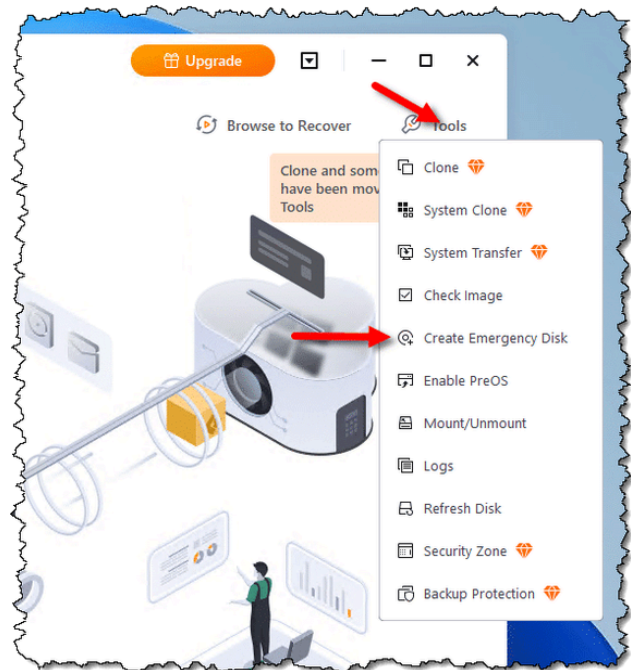 Upgrade
Browse to Recover
Tools
Clone and som
have been mov
Tools
Clone
System Clone
System Transfer
Check Image
Create Emergency Disk
Enable PreOS
Mount/Unmount
Logs
Refresh Disk
Security Zone
Backup Protection